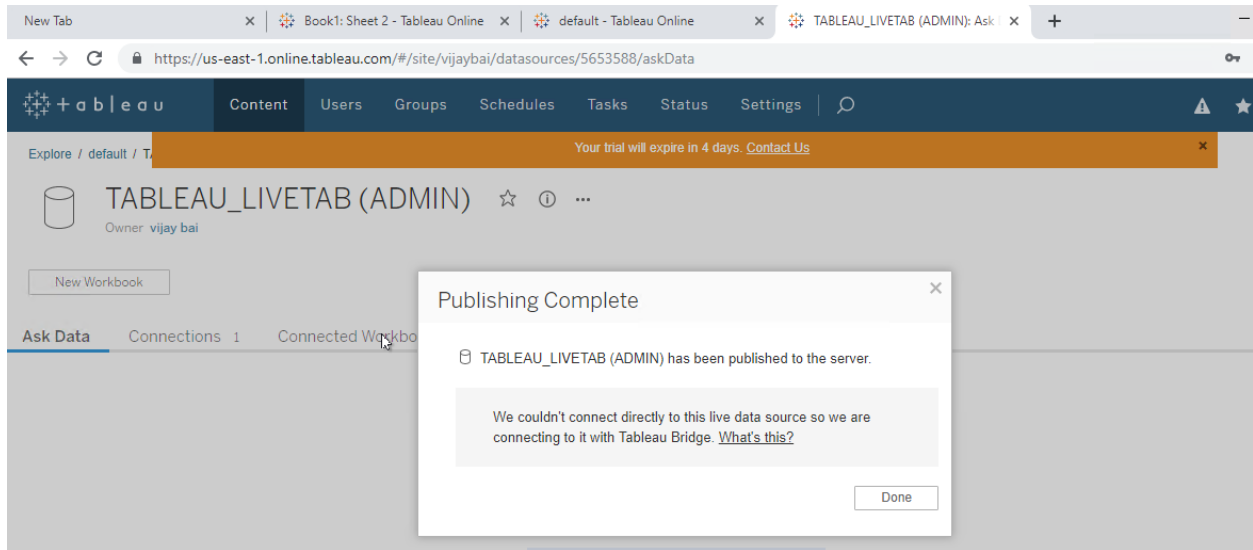 New Tab
Book1: Sheet 2 - Tableau Online
default - Tableau Online
TABLEAU_LIVETAB (ADMIN): Ask
https://us-east-1.online.tableau.com/#/site/vijaybai/datasources/5653588/askData
+ableau
Content Users Groups Schedules Tasks Status Settings
Explore / default / TA
Your trial will expire in 4 days. Contact Us
TABLEAU_LIVETAB (ADMIN)
Owner vijay bai
New Workbook
Publishing Complete
Ask Data Connections 1 Connected Workbo
TABLEAU_LIVETAB (ADMIN) has been published to the server.
We couldn't connect directly to this live data source so we are
connecting to it with Tableau Bridge. What's this?
Done